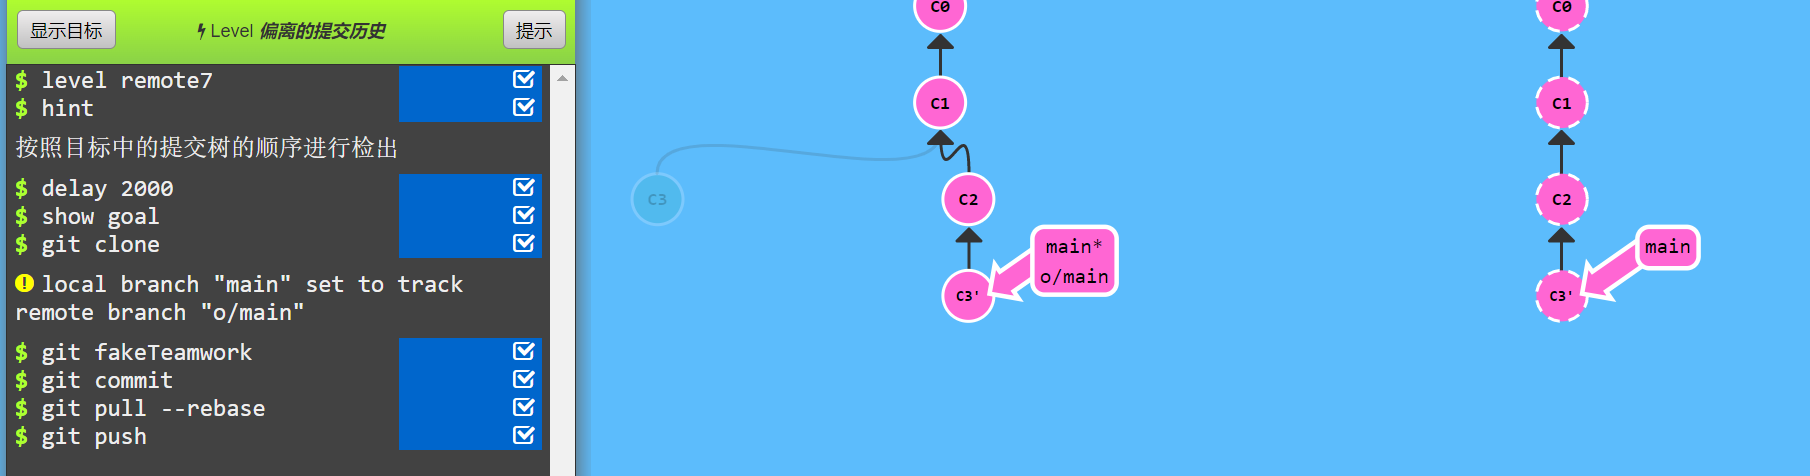 显示目标
Level 偏离的提交历史
提示
$ level remote7
$ hint
按照目标中的提交树的顺序进行检出
$ delay 2000
$ show goal
$ git clone
local branch "main" set to track
remote branch "o/main"
$ git fakeTeamwork
$ git commit
$ git pull --rebase
$ git push
C0
C1
C3
C2
main*
o/main
C3'
C0
C1
C2
main
C3'